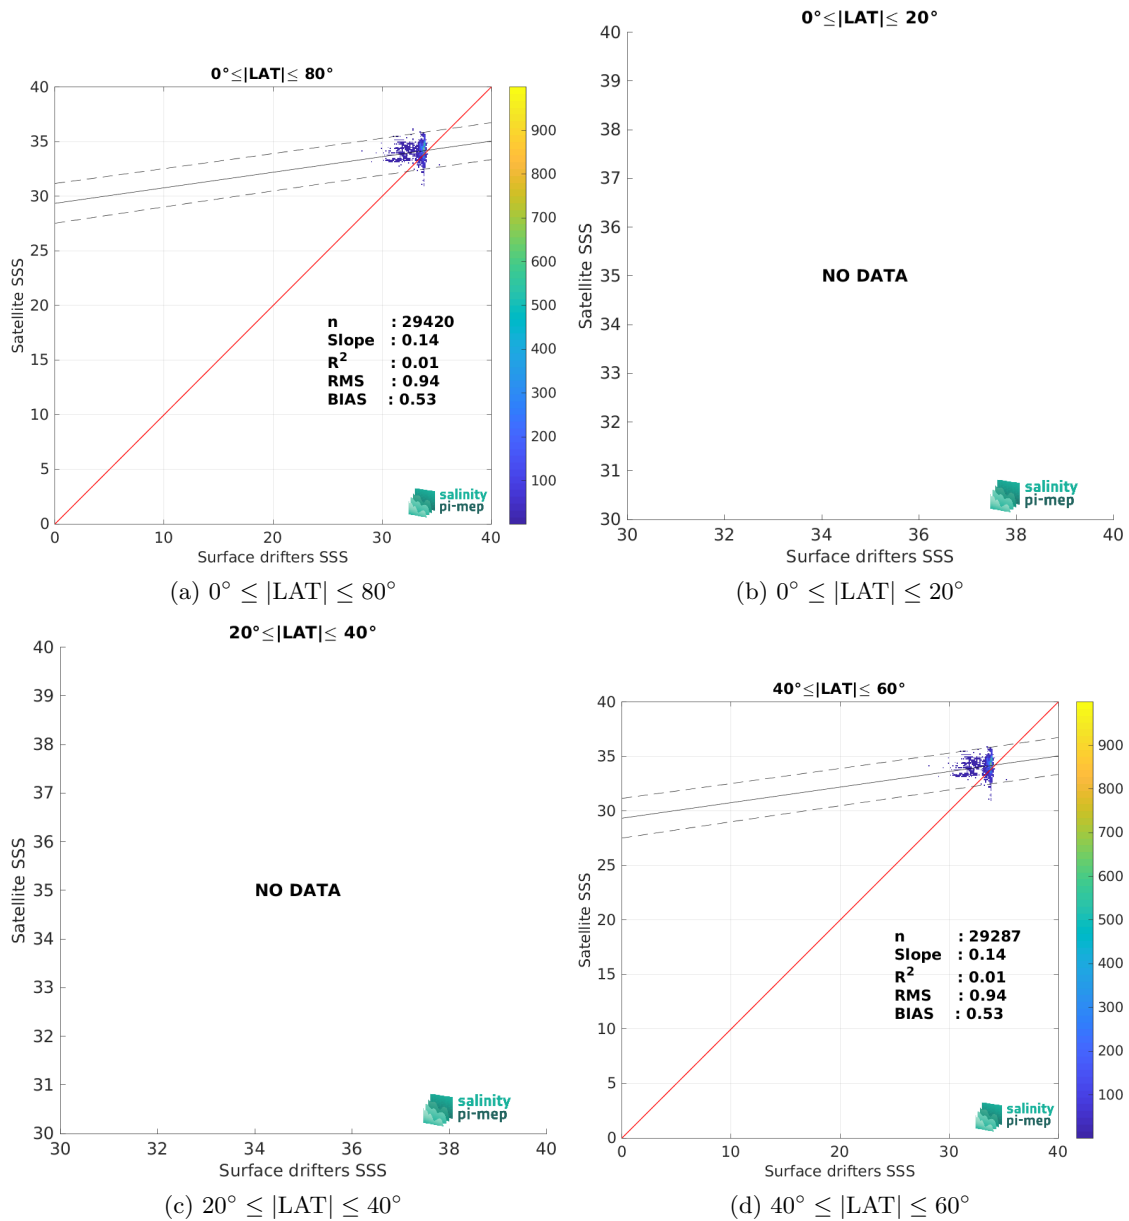 0°≤|LAT|≤ 80°
40
35
30
25
20
15
10
5
0
Satellite SSS
n : 29420
Slope : 0.14
R² : 0.01
RMS : 0.94
BIAS : 0.53
salinity
pi-mep
0 10 20 30 40
Surface drifters SSS
900
800
700
600
500
400
300
200
100
(a) 0° ≤ |LAT| ≤ 80°
0°≤|LAT|≤ 20°
40
39
38
37
36
35
34
33
32
31
30
Satellite SSS
NO DATA
salinity
pi-mep
30 32 34 36 38 40
Surface drifters SSS
(b) 0° ≤ |LAT| ≤ 20°
20°≤|LAT|≤ 40°
40
39
38
37
36
35
34
33
32
31
30
Satellite SSS
NO DATA
salinity
pi-mep
30 32 34 36 38 40
Surface drifters SSS
(c) 20° ≤ |LAT| ≤ 40°
40°≤|LAT|≤ 60°
40
35
30
25
20
15
10
5
0
Satellite SSS
n : 29287
Slope : 0.14
R² : 0.01
RMS : 0.94
BIAS : 0.53
salinity
pi-mep
0 10 20 30 40
Surface drifters SSS
900
800
700
600
500
400
300
200
100
(d) 40° ≤ |LAT| ≤ 60°